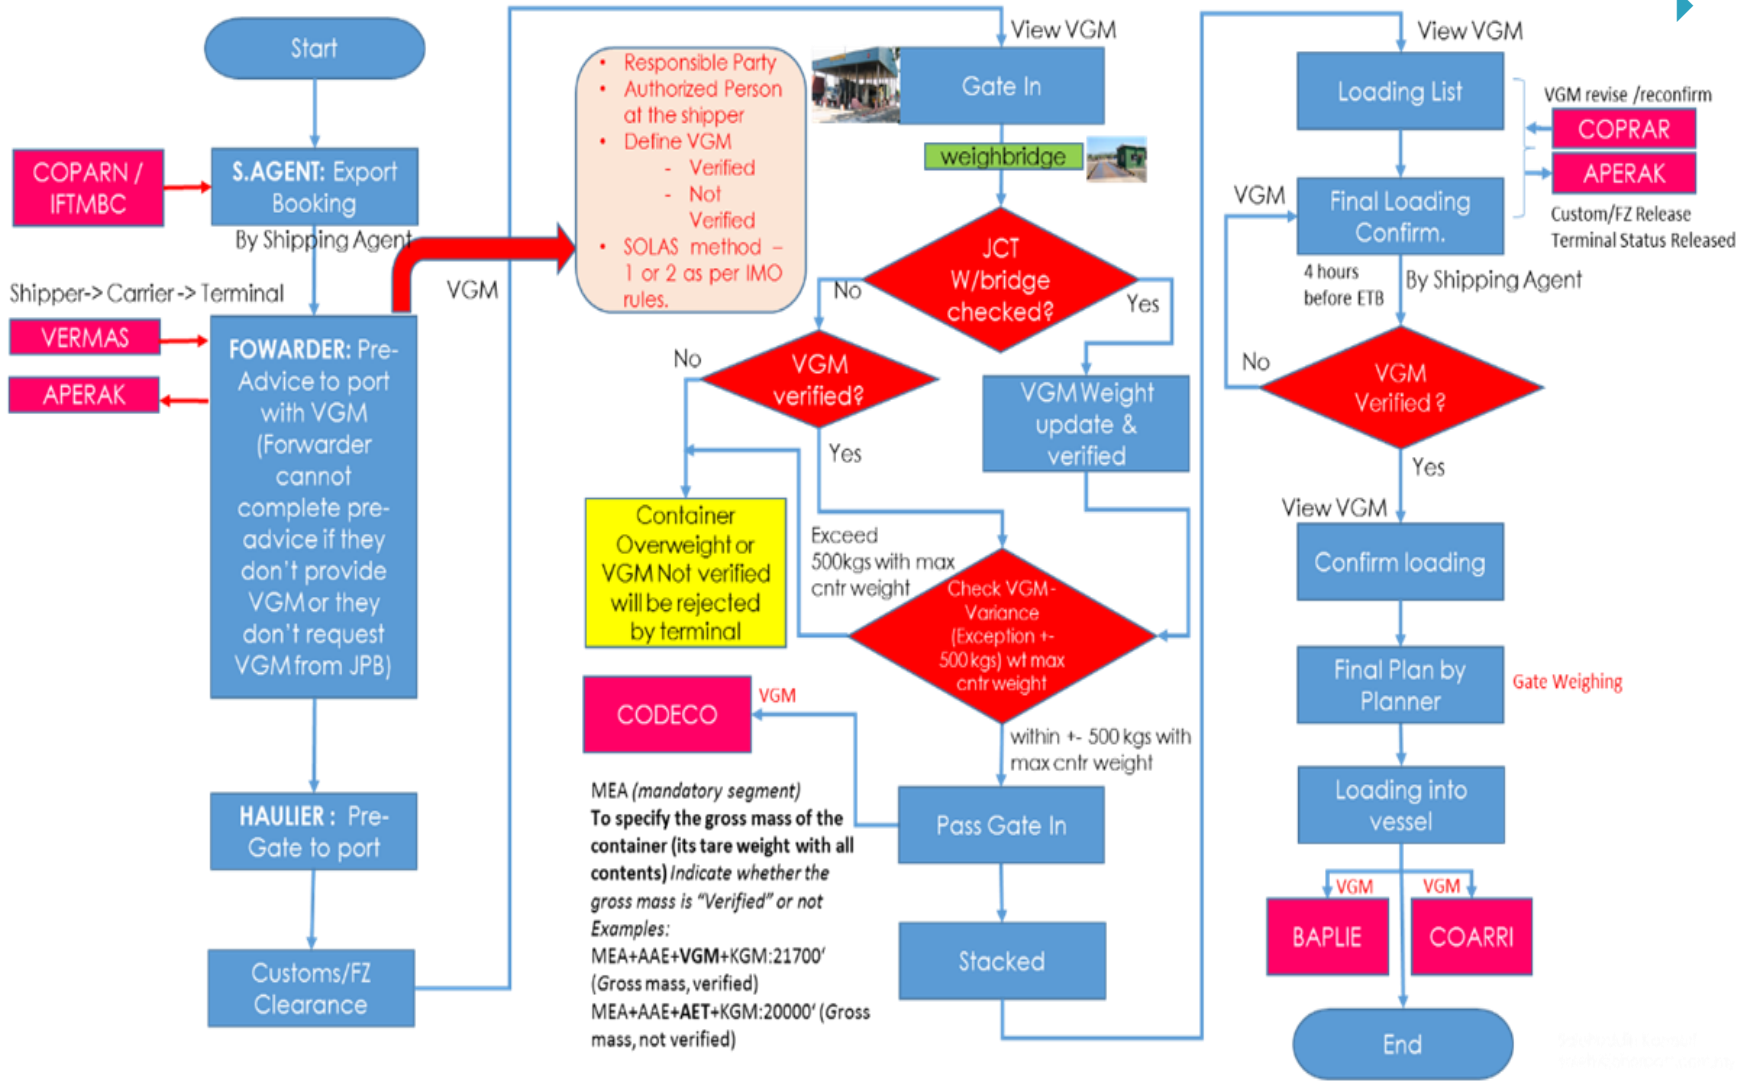 Start
COPARN /
IFTMBC
S.AGENT: Export
Booking
By Shipping Agent
Shipper-> Carrier -> Terminal
VGM
VERMAS
APERAK
FOWARDER: Pre-
Advice to port
with VGM
(Forwarder
cannot
complete pre-
advice if they
don't provide
VGM or they
don't request
VGM from JPB)
HAULIER : Pre-
Gate to port
Customs/FZ
Clearance
• Responsible Party
• Authorized Person
at the shipper
• Define VGM
- Verified
- Not
Verified
• SOLAS method –
1 or 2 as per IMO
rules.
View VGM
Gate In
weighbridge
JCT
W/bridge
checked?
No
Yes
No
VGM
verified?
Yes
VGM Weight
update &
verified
Container
Overweight or
VGM Not verified
will be rejected
by terminal
Exceed
500kgs with max
cntr weight
Check VGM -
Variance
(Exception +-
500 kgs) wt max
cntr weight
CODECO
VGM
within +- 500 kgs with
max cntr weight
Pass Gate In
Stacked
MEA (mandatory segment)
To specify the gross mass of the
container (its tare weight with all
contents) Indicate whether the
gross mass is "Verified" or not
Examples:
MEA+AAE+VGM+KGM:21700'
(Gross mass, verified)
MEA+AAE+AET+KGM:20000' (Gross
mass, not verified)
View VGM
Loading List
VGM revise /reconfirm
COPRAR
APERAK
Custom/FZ Release
Terminal Status Released
VGM
Final Loading
Confirm.
4 hours
before ETB
By Shipping Agent
No
VGM
Verified ?
Yes
View VGM
Confirm loading
Final Plan by
Planner
Gate Weighing
Loading into
vessel
VGM
VGM
BAPLIE
COARRI
End